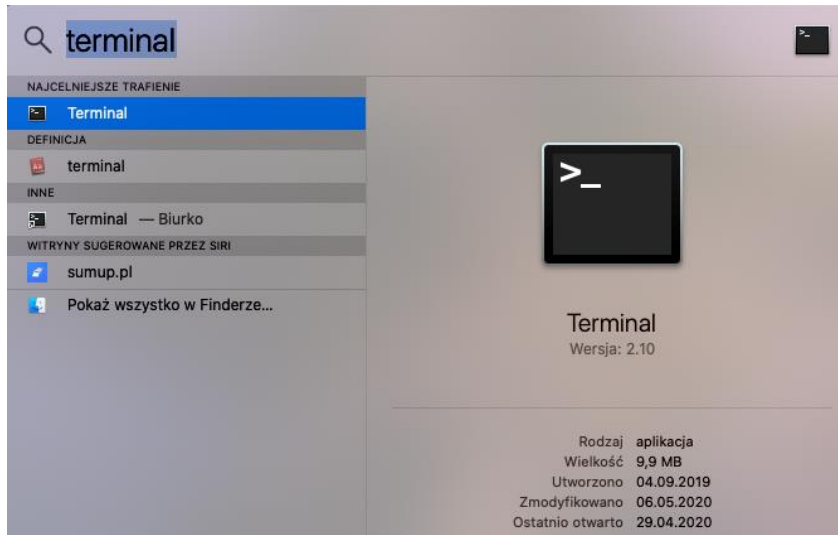 terminal
NAJCELNIEJSZE TRAFIENIE
Terminal
DEFINICJA
terminal
INNE
Terminal — Biurko
WITRYNY SUGEROWANE PRZEZ SIRI
sumup.pl
Pokaż wszystko w Finderze...
>_
Terminal
Wersja: 2.10
Rodzaj aplikacja
Wielkość 9,9 MB
Utworzono 04.09.2019
Zmodyfikowano 06.05.2020
Ostatnio otwarto 29.04.2020